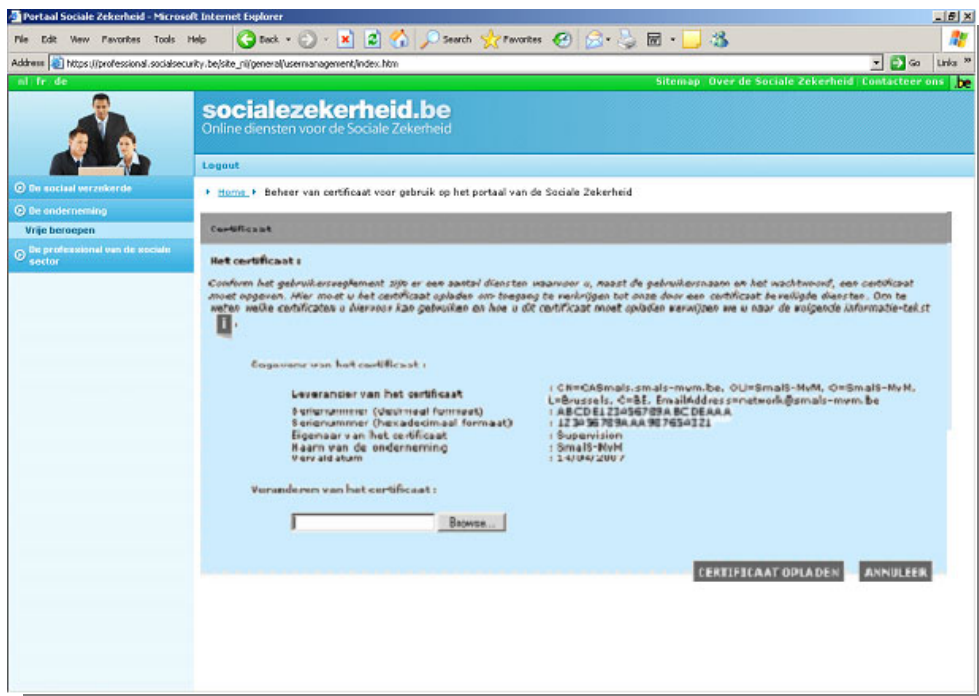 Portaal Sociale Zekerheid - Microsoft Internet Explorer
File Edit View Favorites Tools Help Back Search Favorites
Address https://professional.socialsecurity.be/site_nl/general/usermanagement/index.htm Go Links »
nl fr de Sitemap Over de Sociale Zekerheid Contacteer ons .be
socialezekerheid.be
Online diensten voor de Sociale Zekerheid
Logout
De sociaal verzekerde
De onderneming
Vrije beroepen
De professional van de sociale
sector
Home Beheer van certificaat voor gebruik op het portaal van de Sociale Zekerheid
Certificaat
Het certificaat :
Conform het gebruikersreglement zijn er een aantal diensten waarvoor u, naast de gebruikersnaam en het wachtwoord, een certificaat
moet opgeven. Hier moet u het certificaat opladen om toegang te verkrijgen tot onze door een certificaat beveiligde diensten. Om te
weten welke certificaten u hiervoor kan gebruiken en hoe u dit certificaat moet opladen verwijzen we u naar de volgende informatie-tekst
i .
Gegevens van het certificaat :
Leverancier van het certificaat : CN=CASmals.smals-mvm.be, OU=Smals-MvM, O=Smals-MvM,
L=Brussels, C=BE, EmailAddress=network@smals-mvm.be
Serienummer (decimaal formaat) : ABCDE123456789ABCDEAAA
Serienummer (hexadecimaal formaat) : 123456789AAA987654321
Eigenaar van het certificaat : Supervision
Naam van de onderneming : Smals-MvM
Vervaldatum : 14/04/2007
Veranderen van het certificaat :
Browse...
CERTIFICAAT OPLADEN ANNULEER